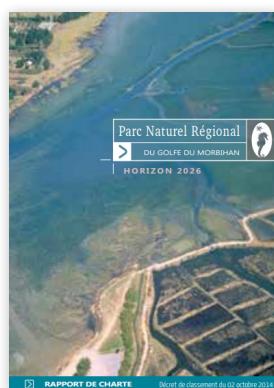 Parc Naturel Régional
DU GOLFE DU MORBIHAN
HORIZON 2026
RAPPORT DE CHARTE Décret de classement du 02 octobre 2014